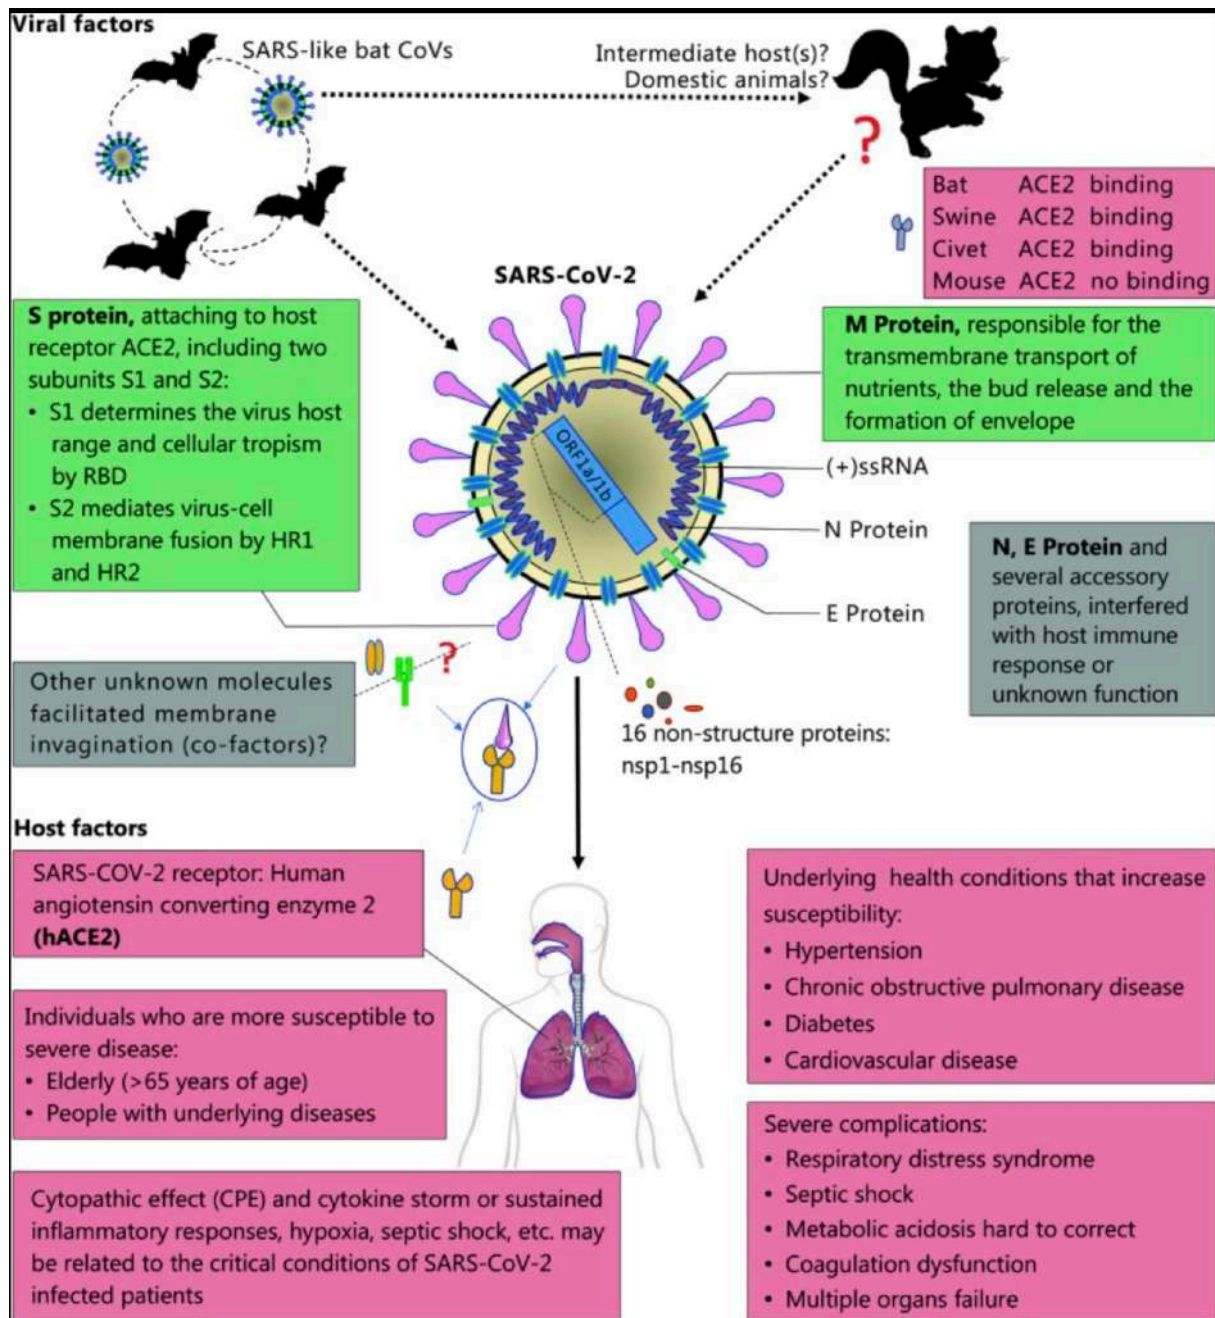 Viral factors
SARS-like bat CoVs
Intermediate host(s)?
Domestic animals?
?
Bat ACE2 binding
Swine ACE2 binding
Civet ACE2 binding
Mouse ACE2 no binding
SARS-CoV-2
S protein, attaching to host
receptor ACE2, including two
subunits S1 and S2:
• S1 determines the virus host
range and cellular tropism
by RBD
• S2 mediates virus-cell
membrane fusion by HR1
and HR2
M Protein, responsible for the
transmembrane transport of
nutrients, the bud release and the
formation of envelope
ORF1a/1b
(+)ssRNA
N Protein
E Protein
N, E Protein and
several accessory
proteins, interfered
with host immune
response or
unknown function
?
Other unknown molecules
facilitated membrane
invagination (co-factors)?
16 non-structure proteins:
nsp1-nsp16
Host factors
SARS-COV-2 receptor: Human
angiotensin converting enzyme 2
(hACE2)
Individuals who are more susceptible to
severe disease:
• Elderly (>65 years of age)
• People with underlying diseases
Cytopathic effect (CPE) and cytokine storm or sustained
inflammatory responses, hypoxia, septic shock, etc. may
be related to the critical conditions of SARS-CoV-2
infected patients
Underlying health conditions that increase
susceptibility:
• Hypertension
• Chronic obstructive pulmonary disease
• Diabetes
• Cardiovascular disease
Severe complications:
• Respiratory distress syndrome
• Septic shock
• Metabolic acidosis hard to correct
• Coagulation dysfunction
• Multiple organs failure